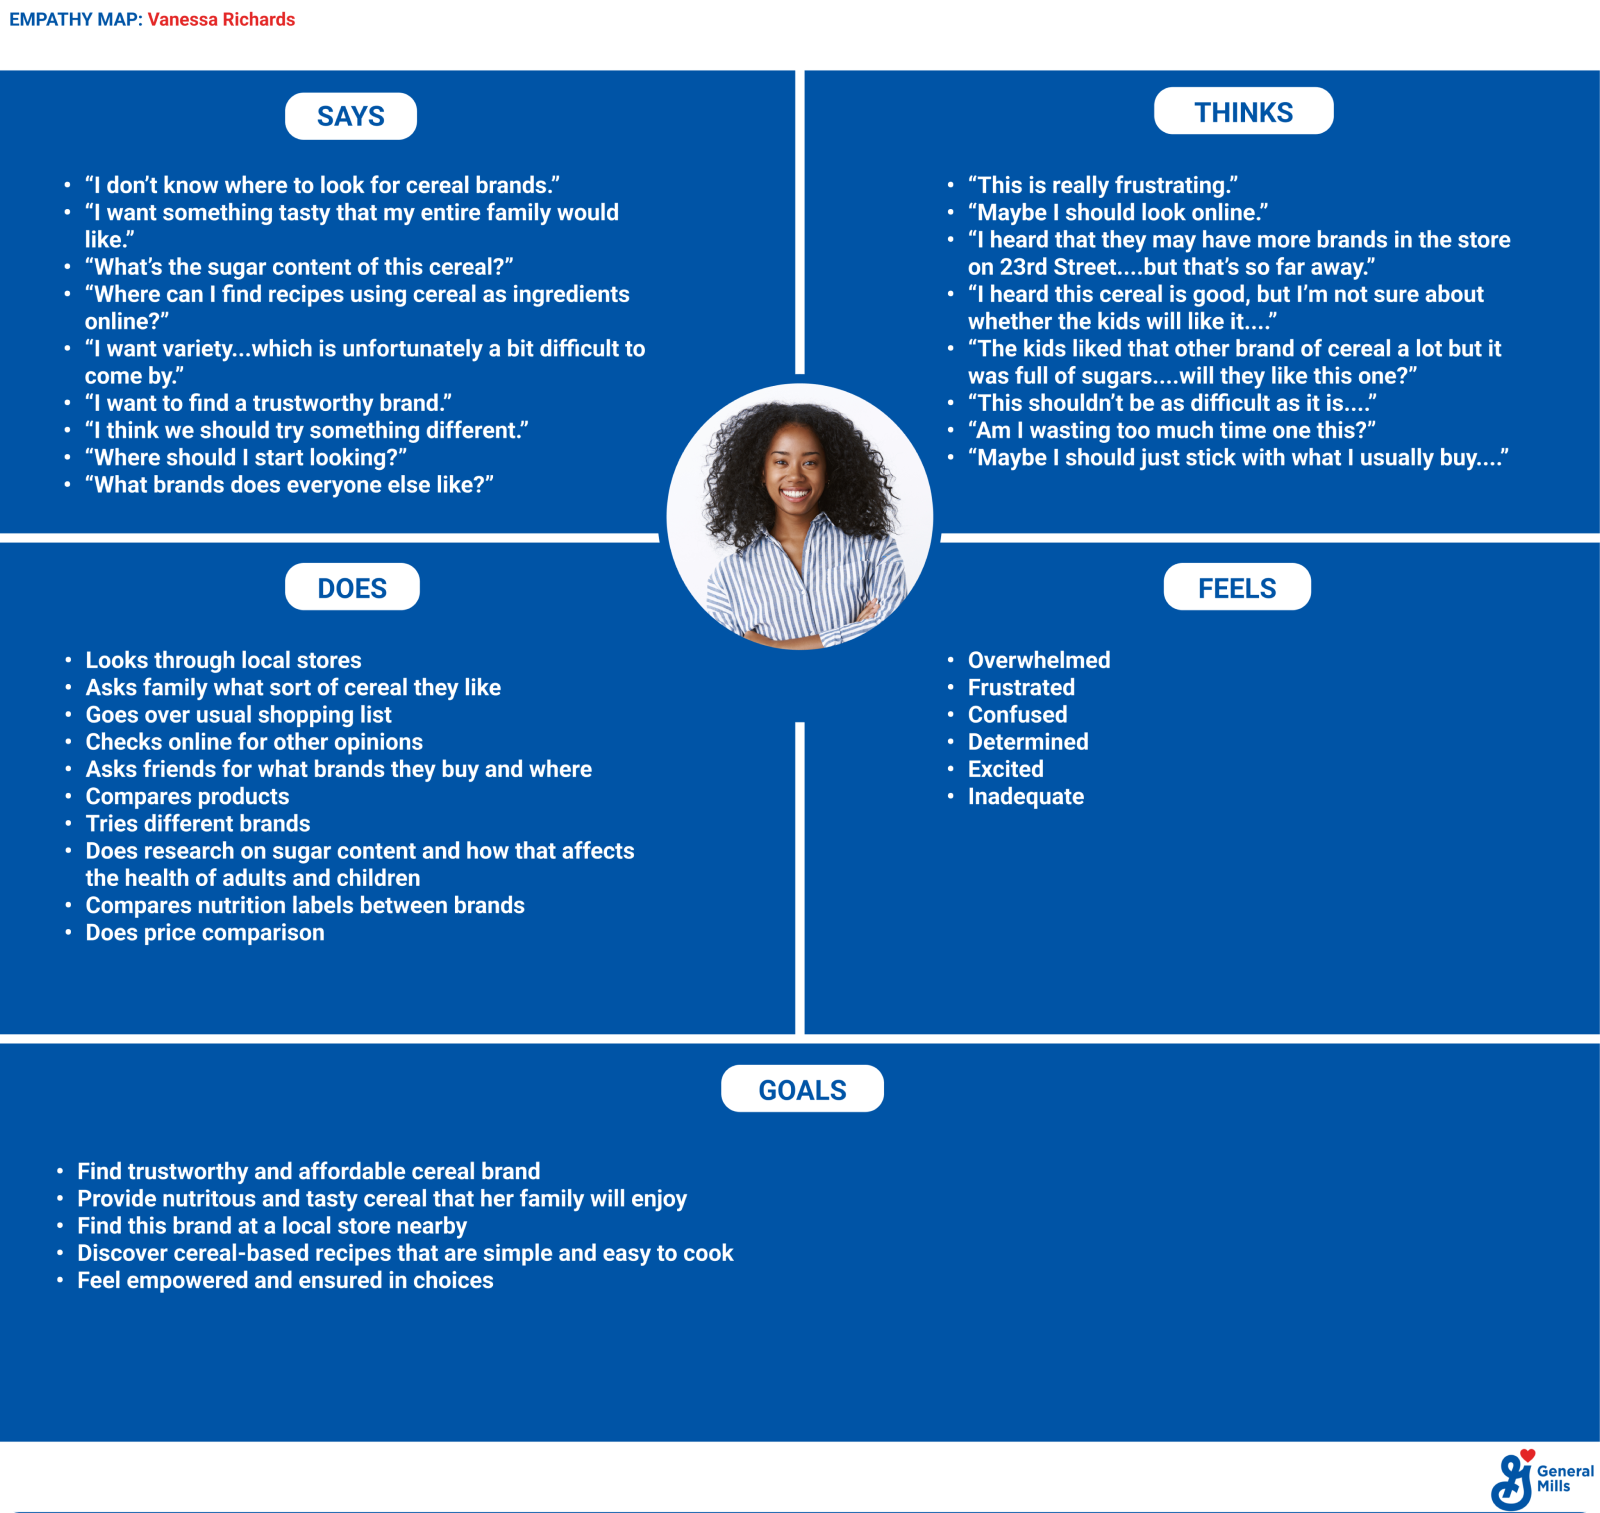 EMPATHY MAP: Vanessa Richards
SAYS
• “I don’t know where to look for cereal brands.”
• “I want something tasty that my entire family would
like.”
• “What’s the sugar content of this cereal?”
• “Where can I find recipes using cereal as ingredients
online?”
• “I want variety...which is unfortunately a bit difficult to
come by.”
• “I want to find a trustworthy brand.”
• “I think we should try something different.”
• “Where should I start looking?”
• “What brands does everyone else like?”
THINKS
• “This is really frustrating.”
• “Maybe I should look online.”
• “I heard that they may have more brands in the store
on 23rd Street....but that’s so far away.”
• “I heard this cereal is good, but I’m not sure about
whether the kids will like it....”
• “The kids liked that other brand of cereal a lot but it
was full of sugars....will they like this one?”
• “This shouldn’t be as difficult as it is....”
• “Am I wasting too much time one this?”
• “Maybe I should just stick with what I usually buy....”
DOES
• Looks through local stores
• Asks family what sort of cereal they like
• Goes over usual shopping list
• Checks online for other opinions
• Asks friends for what brands they buy and where
• Compares products
• Tries different brands
• Does research on sugar content and how that affects
the health of adults and children
• Compares nutrition labels between brands
• Does price comparison
FEELS
• Overwhelmed
• Frustrated
• Confused
• Determined
• Excited
• Inadequate
GOALS
• Find trustworthy and affordable cereal brand
• Provide nutritous and tasty cereal that her family will enjoy
• Find this brand at a local store nearby
• Discover cereal-based recipes that are simple and easy to cook
• Feel empowered and ensured in choices
General
Mills